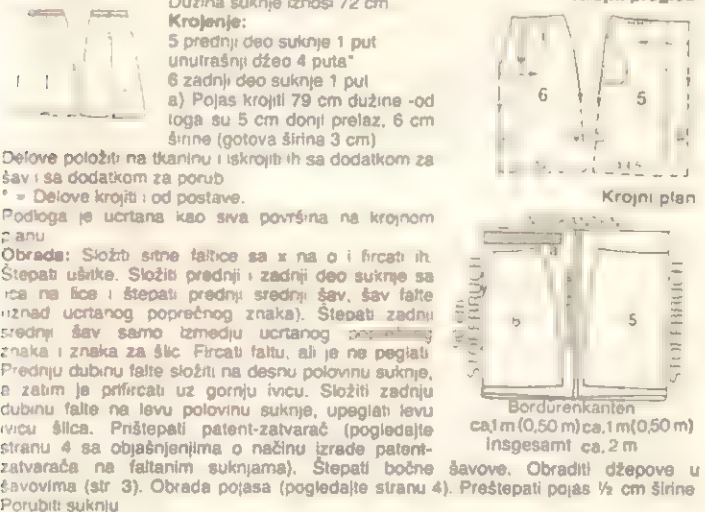 Dužina suknje iznosi 72 cm
Krojenje:
5 prednji deo suknje 1 put
unutrašnji džeo 4 puta*
6 zadnji deo suknje 1 put
a) Pojas krojiti 79 cm dužine -od
toga su 5 cm donji prelaz, 6 cm
širine (gotova širina 3 cm)
Delove položiti na tkaninu i iskrojiti ih sa dodatkom za
šav i sa dodatkom za porub
* = Delove krojiti i od postave.
Podloga je ucrtana kao siva površina na krojnom
planu
Obrada: Složiti sitne faltice sa x na o i fircati ih.
Štepati ušitke. Složiti prednji i zadnji deo suknje sa
lica na lice i štepati prednji srednji šav, šav falte
iznad ucrtanog poprečnog znaka). Štepati zadnji
srednji šav samo između ucrtanog
znaka i znaka za šlic Fircati faltu, ali je ne peglati
Prednju dubinu falte složiti na desnu polovinu suknje,
a zatim je prifircati uz gornju ivicu. Složiti zadnju
dubinu falte na levu polovinu suknje, upeglati levu
ivicu šlica. Prištepati patent-zatvarač (pogledajte
stranu 4 sa objašnjenjima o načinu izrade patent-
zatvarača na faltanim suknjama). Štepati bočne šavove. Obraditi džepove u
šavovima (str 3). Obrada pojasa (pogledajte stranu 4). Preštepati pojas ½ cm širine
Porubiti suknju
6
5
Krojni plan
STOFFBRUCH
6
5
STOFFBRUCH
Bordürenkanten
ca,1 m (0,50 m) ca, 1 m (0,50 m)
insgesamt ca. 2 m